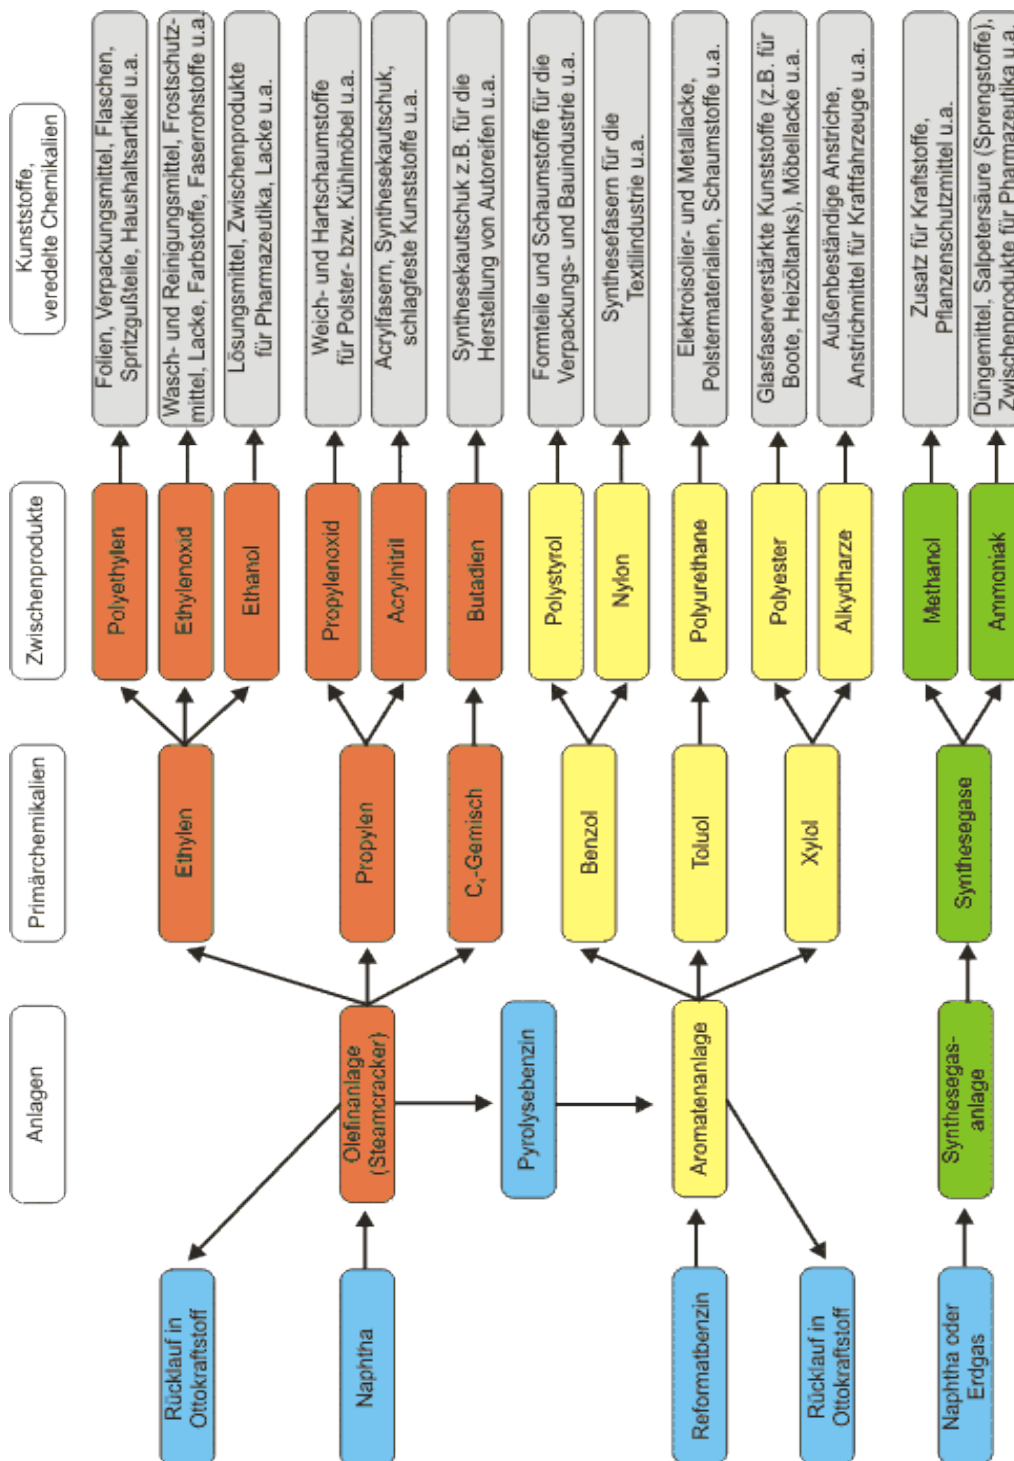 Anlagen
Primärchemikalien
Zwischenprodukte
Kunststoffe,
veredelte Chemikalien
Rücklauf in
Ottokraftstoff
Naphtha
Reformatbenzin
Rücklauf in
Ottokraftstoff
Naphtha oder
Erdgas
Olefinanlage
(Steamcracker)
Pyrolysebenzin
Aromatenanlage
Synthesegas-
anlage
Ethylen
Propylen
C₄-Gemisch
Benzol
Toluol
Xylol
Synthesegase
Polyethylen
Ethylenoxid
Ethanol
Propylenoxid
Acrylnitril
Butadien
Polystyrol
Nylon
Polyurethane
Polyester
Alkydharze
Methanol
Ammoniak
Folien, Verpackungsmittel, Flaschen,
Spritzgußteile, Haushaltsartikel u.a.
Wasch- und Reinigungsmittel, Frostschutz-
mittel, Lacke, Farbstoffe, Faserrohstoffe u.a.
Lösungsmittel, Zwischenprodukte
für Pharmazeutika, Lacke u.a.
Weich- und Hartschaumstoffe
für Polster- bzw. Kühlmöbel u.a.
Acrylfasern, Synthesekautschuk,
schlagfeste Kunststoffe u.a.
Synthesekautschuk z.B. für die
Herstellung von Autoreifen u.a.
Formteile und Schaumstoffe für die
Verpackungs- und Bauindustrie u.a.
Synthesefasern für die
Textilindustrie u.a.
Elektroisolier- und Metallacke,
Polstermaterialien, Schaumstoffe u.a.
Glasfaserverstärkte Kunststoffe (z.B. für
Boote, Heizöltanks), Möbellacke u.a.
Außenbeständige Anstriche,
Anstrichmittel für Kraftfahrzeuge u.a.
Zusatz für Kraftstoffe,
Pflanzenschutzmittel u.a.
Düngemittel, Salpetersäure (Sprengstoffe),
Zwischenprodukte für Pharmazeutika u.a.